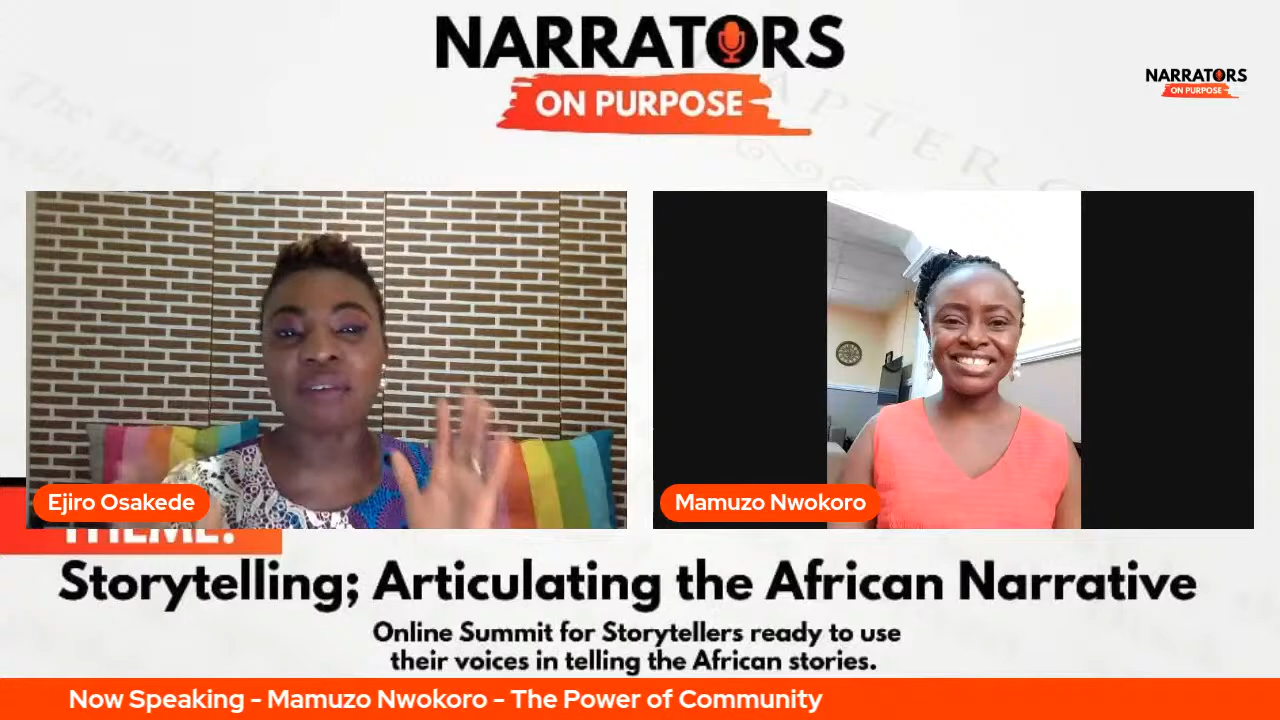 NARRATORS
ON PURPOSE
NARRATORS
ON PURPOSE
Ejiro Osakede
Mamuzo Nwokoro
THEME:
Storytelling; Articulating the African Narrative
Online Summit for Storytellers ready to use
their voices in telling the African stories.
Now Speaking - Mamuzo Nwokoro - The Power of Community